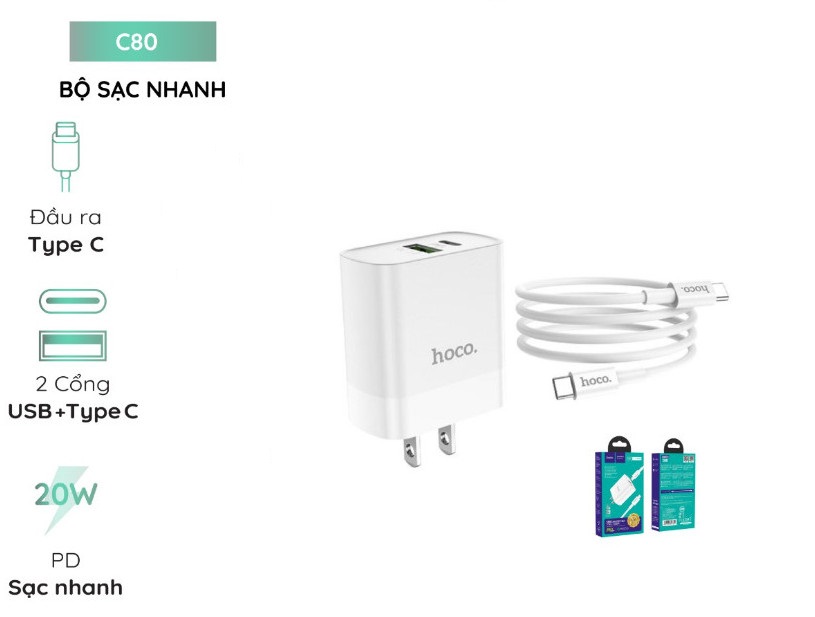 C80
BỘ SẠC NHANH
Đầu ra
Type C
2 Cổng
USB+Type C
20W
PD
Sạc nhanh
hoco.
hoco.
hoco.